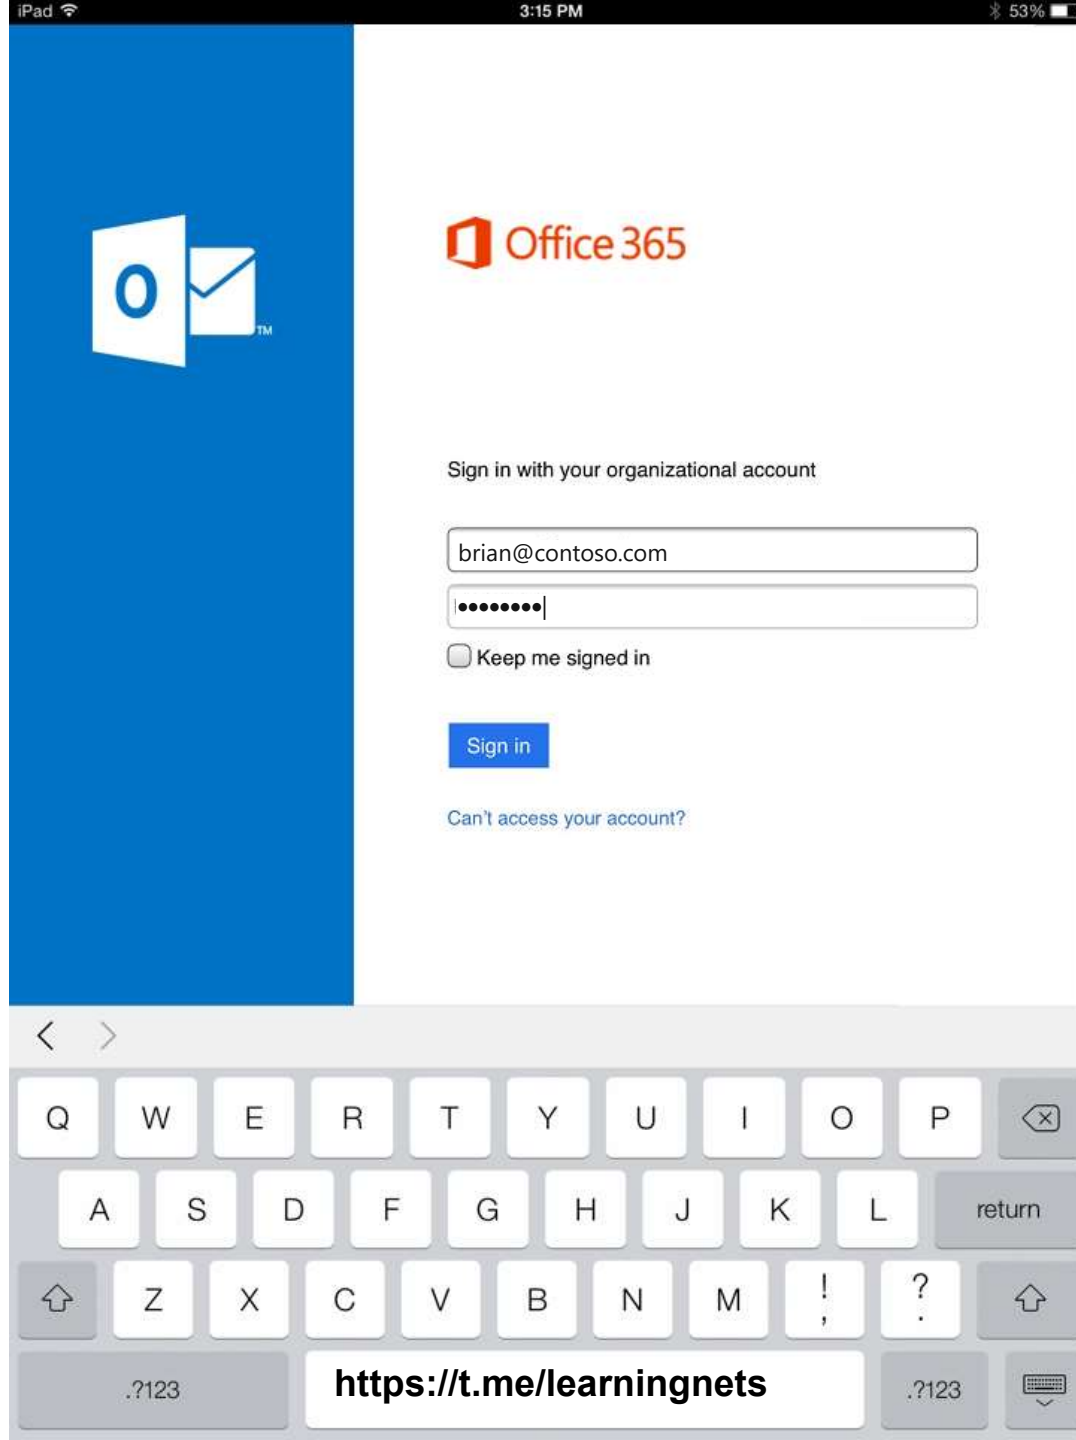 iPad 3:15 PM 53%
O TM
Office 365
Sign in with your organizational account
brian@contoso.com
••••••••
Keep me signed in
Sign in
Can't access your account?
Q W E R T Y U I O P
A S D F G H J K L return
Z X C V B N M ! , ? .
.?123 https://t.me/learningnets .?123